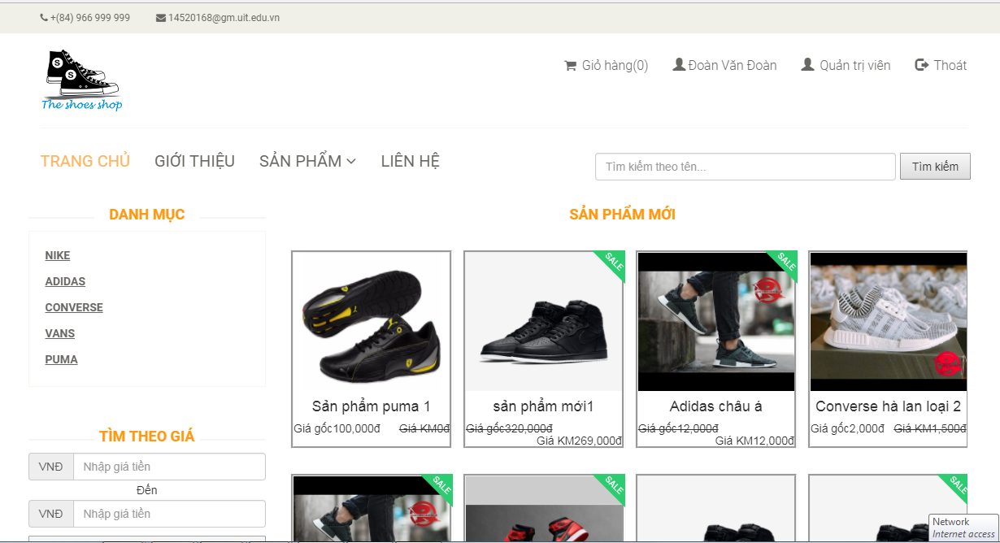 +(84) 966 999 999
14520168@gm.uit.edu.vn
S
S
The shoes shop
Giỏ hàng(0)
Đoàn Văn Đoàn
Quản trị viên
Thoát
TRANG CHỦ
GIỚI THIỆU
SẢN PHẨM
LIÊN HỆ
Tìm kiếm theo tên...
Tìm kiếm
DANH MỤC
NIKE
ADIDAS
CONVERSE
VANS
PUMA
TÌM THEO GIÁ
VNĐ
Nhập giá tiền
Đến
VNĐ
Nhập giá tiền
SẢN PHẨM MỚI
Sản phẩm puma 1
Giá gốc100,000đ
Giá KM0đ
SALE
sản phẩm mới1
Giá gốc320,000đ
Giá KM269,000đ
SALE
Adidas châu á
Giá gốc12,000đ
Giá KM12,000đ
Converse hà lan loại 2
Giá gốc2,000đ
Giá KM1,500đ
SALE
SALE
SALE
Network
Internet access